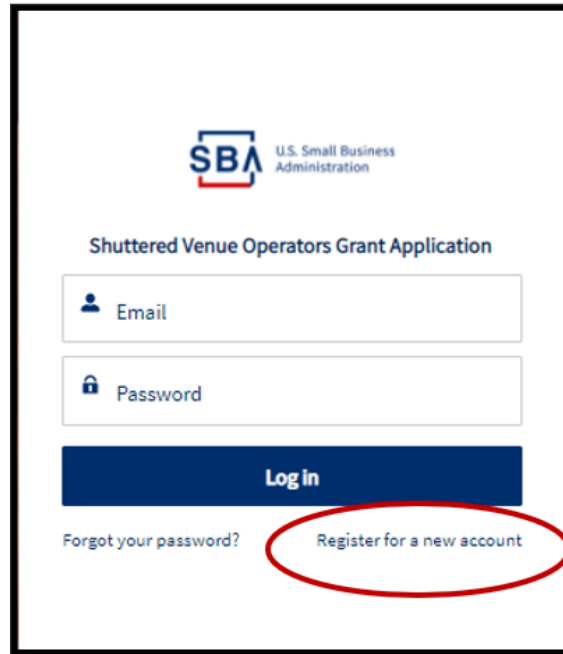 SBA
U.S. Small Business
Administration
Shuttered Venue Operators Grant Application
Email
Password
Log in
Forgot your password?
Register for a new account